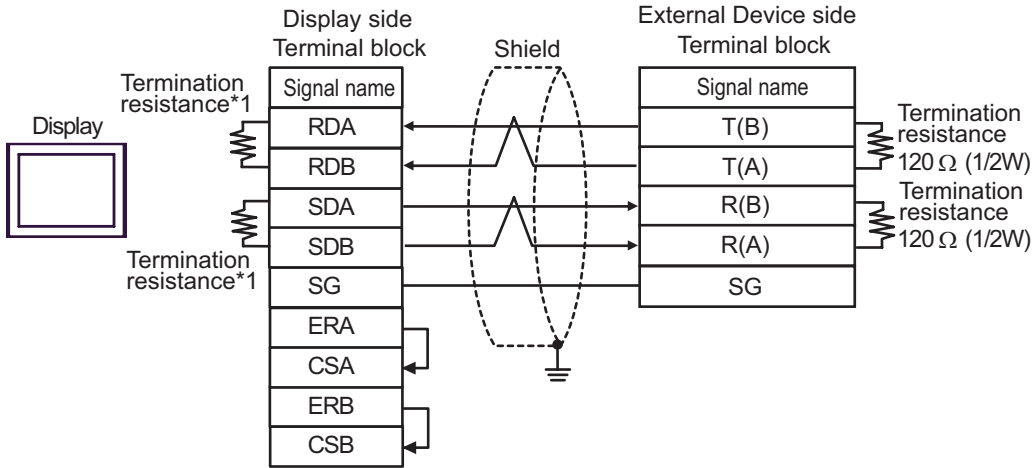 Display side
Terminal block
External Device side
Terminal block
Shield
Termination
resistance*1
Display
Signal name
RDA
RDB
SDA
SDB
SG
ERA
CSA
ERB
CSB
Termination
resistance*1
Signal name
T(B)
T(A)
R(B)
R(A)
SG
Termination
resistance
120 Ω (1/2W)
Termination
resistance
120 Ω (1/2W)